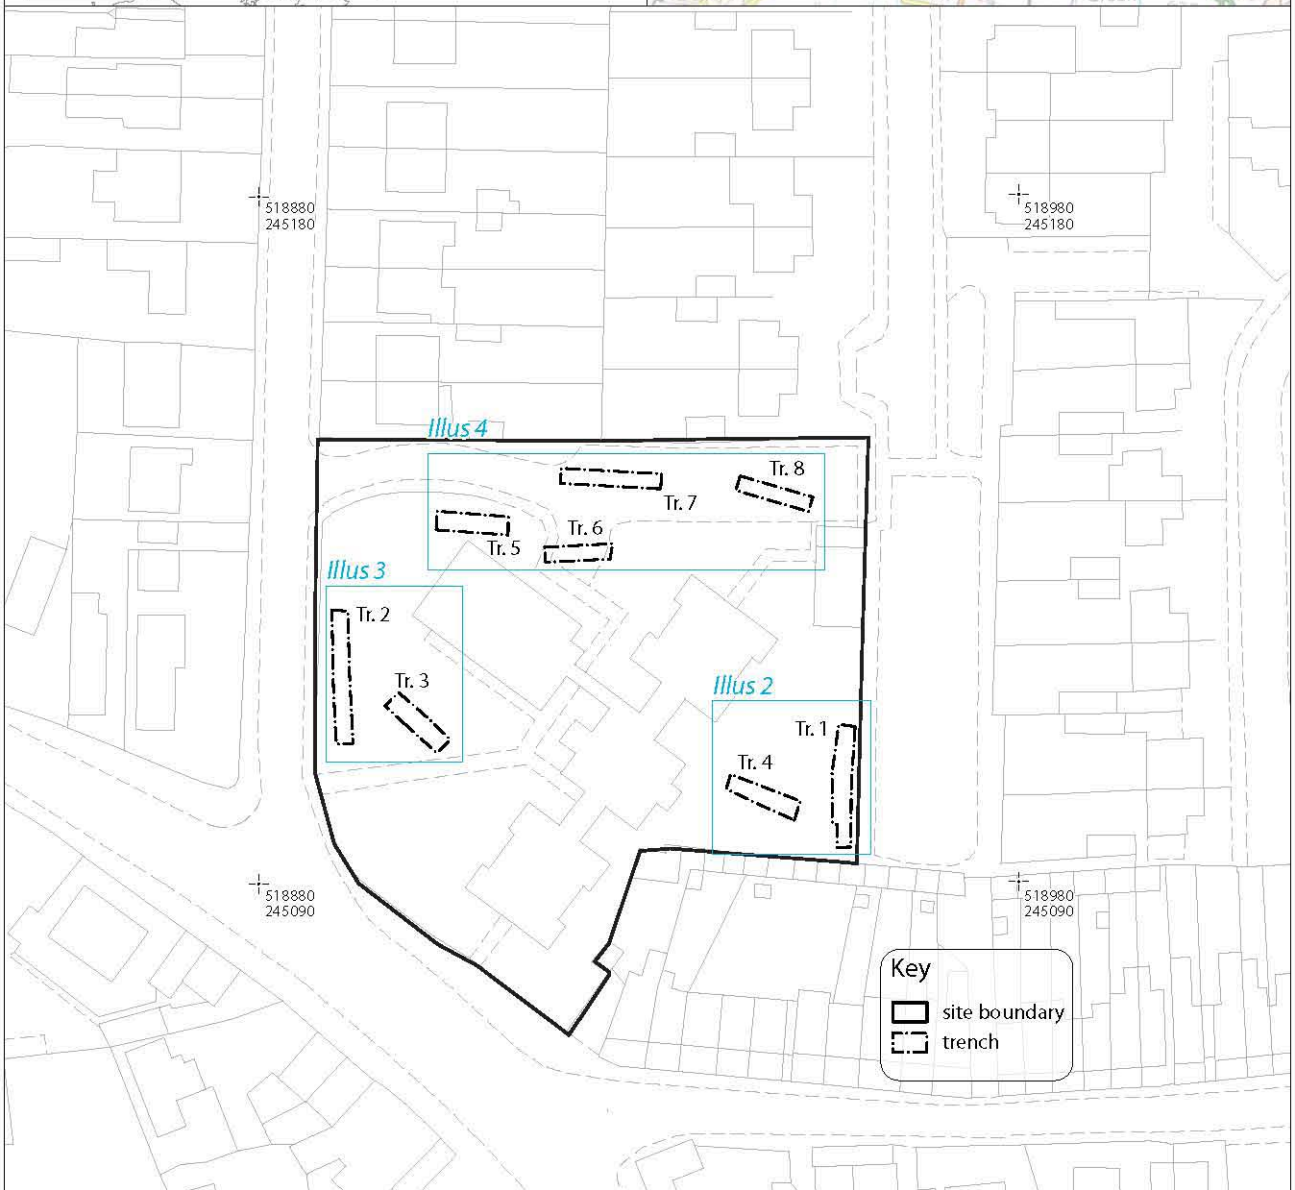 518880
245180
518980
245180
Illus 4
Tr. 8
Tr. 7
Tr. 6
Tr. 5
Illus 3
Tr. 2
Tr. 3
Illus 2
Tr. 1
Tr. 4
518880
245090
518980
245090
Key
site boundary
trench